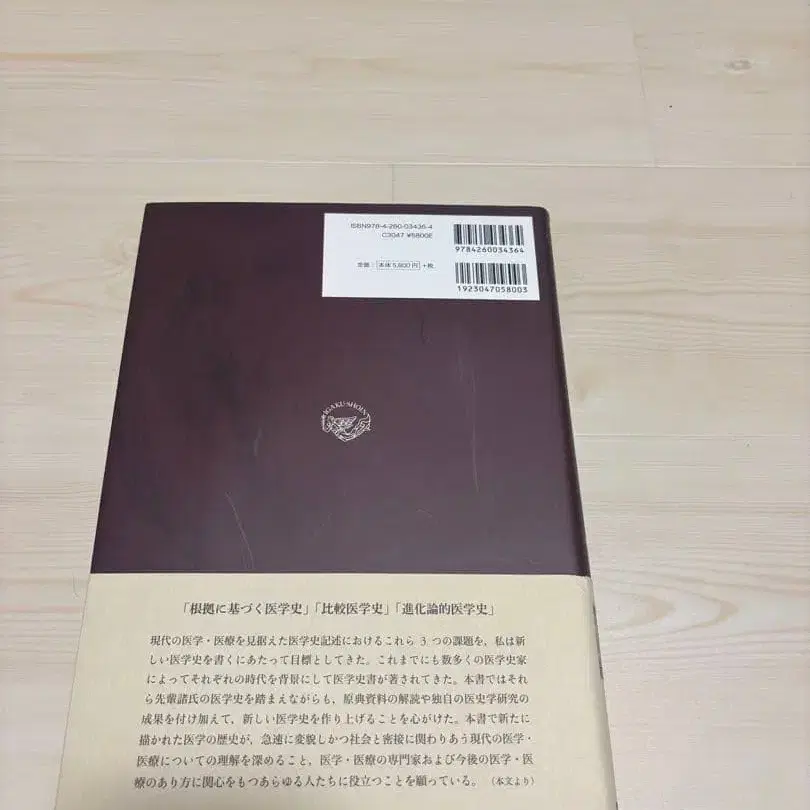 ISBN978-4-260-03436-4
C3047 ¥5800E
定価：本体5,800円+税
9784260034364
1923047058003
IGAKU-SHOIN
「根拠に基づく医学史」「比較医学史」「進化論的医学史」
現代の医学・医療を見据えた医学史記述におけるこれら 3 つの課題を，私は新
しい医学史を書くにあたって目標としてきた。これまでにも数多くの医学史家
によってそれぞれの時代を背景にして医学史書が著されてきた。本書ではそれ
ら先輩諸氏の医学史を踏まえながらも，原典資料の解読や独自の医史学研究の
成果を付け加えて，新しい医学史を作り上げることを心がけた。本書で新たに
描かれた医学の歴史が，急速に変貌しかつ社会と密接に関わりあう現代の医学・
医療についての理解を深めること，医学・医療の専門家および今後の医学・医
療のあり方に関心をもつあらゆる人たちに役立つことを願っている。（本文より）